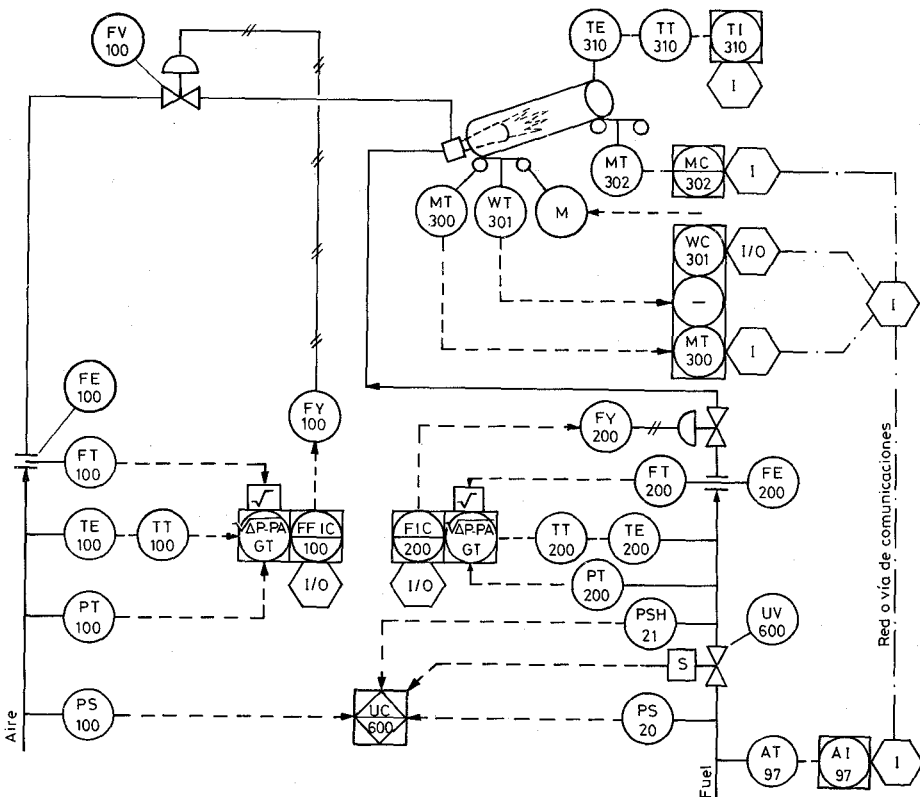 FV
100
TE
310
TT
310
TI
310
I
MT
302
MC
302
I
MT
300
WT
301
M
WC
301
I/O
—
I
MT
300
I
FE
100
FY
100
FY
200
FT
100
√
FT
200
FE
200
√
TE
100
TT
100
√ΔP-PA
GT
FFIC
100
FIC
200
√ΔP-PA
GT
TT
200
TE
200
I/O
I/O
PT
200
PT
100
PSH
21
UV
600
S
PS
100
UC
600
PS
20
AT
97
AI
97
I
Aire
Fuel
Red o vía de comunicaciones